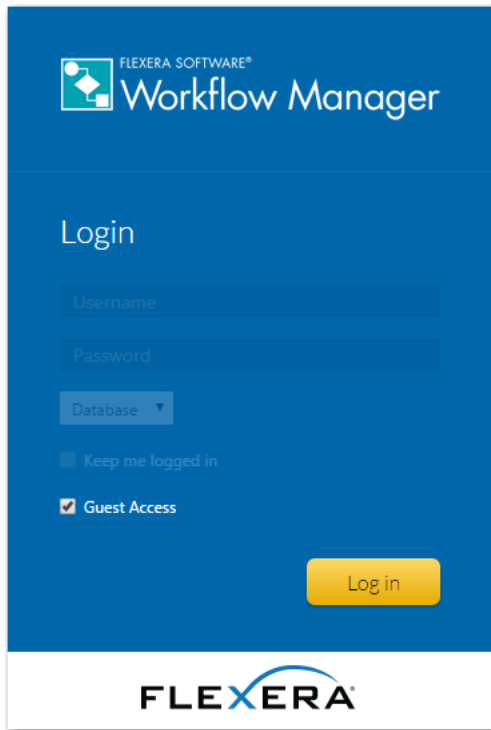 FLEXERA SOFTWARE®
Workflow Manager
Login
Username
Password
Database
Keep me logged in
Guest Access
Log in
FLEXERA